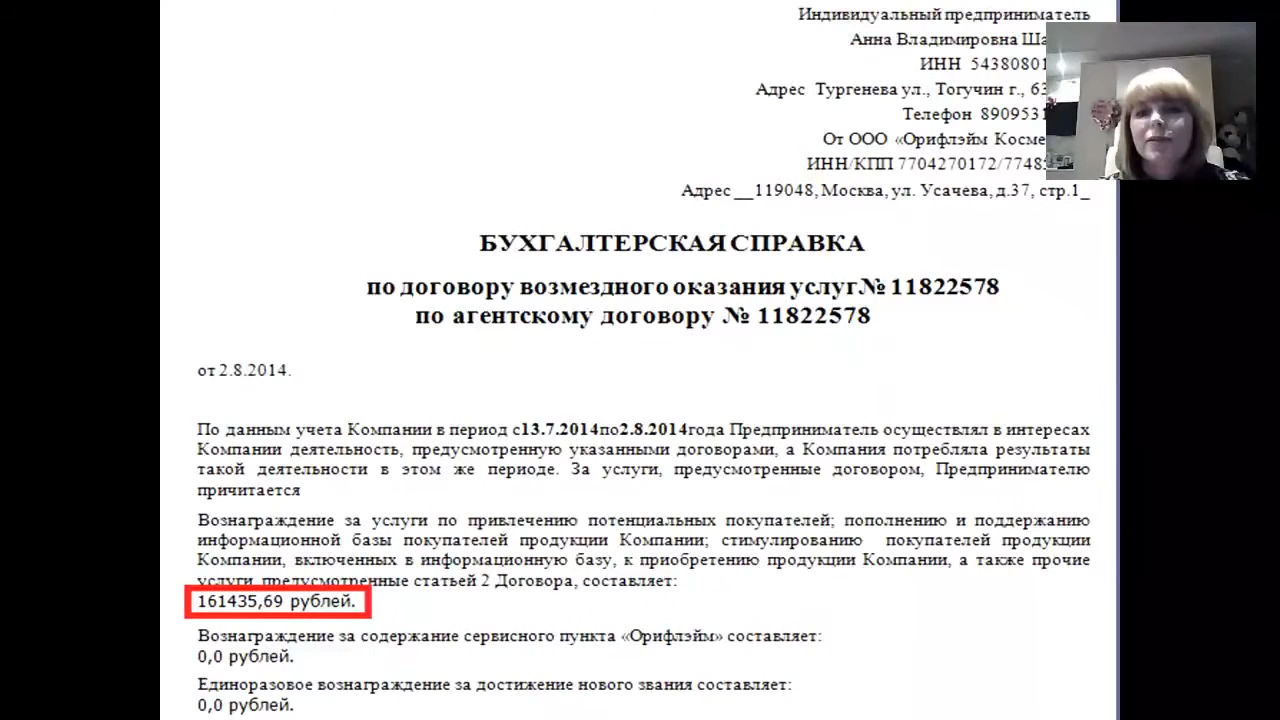 Индивидуальный предприниматель
Анна Владимировна
ИНН
Адрес Тургенева ул., Тогучин г.,
Телефон
От ООО «Орифлэйм
ИНН/КПП 7704270172/
Адрес __119048, Москва, ул. Усачева, д.37, стр.1_
БУХГАЛТЕРСКАЯ СПРАВКА
по договору возмездного оказания услуг№ 11822578
по агентскому договору № 11822578
от 2.8.2014.
По данным учета Компании в период с13.7.2014по2.8.2014года Предприниматель осуществлял в интересах
Компании деятельность, предусмотренную указанными договорами, а Компания потребляла результаты
такой деятельности в этом же периоде. За услуги, предусмотренные договором, Предпринимателю
причитается
Вознаграждение за услуги по привлечению потенциальных покупателей; пополнению и поддержанию
информационной базы покупателей продукции Компании; стимулированию покупателей продукции
Компании, включенных в информационную базу, к приобретению продукции Компании, а также прочие
услуги, предусмотренные статьей 2 Договора, составляет:
161435,69 рублей.
Вознаграждение за содержание сервисного пункта «Орифлэйм» составляет:
0,0 рублей.
Единоразовое вознаграждение за достижение нового звания составляет:
0,0 рублей.